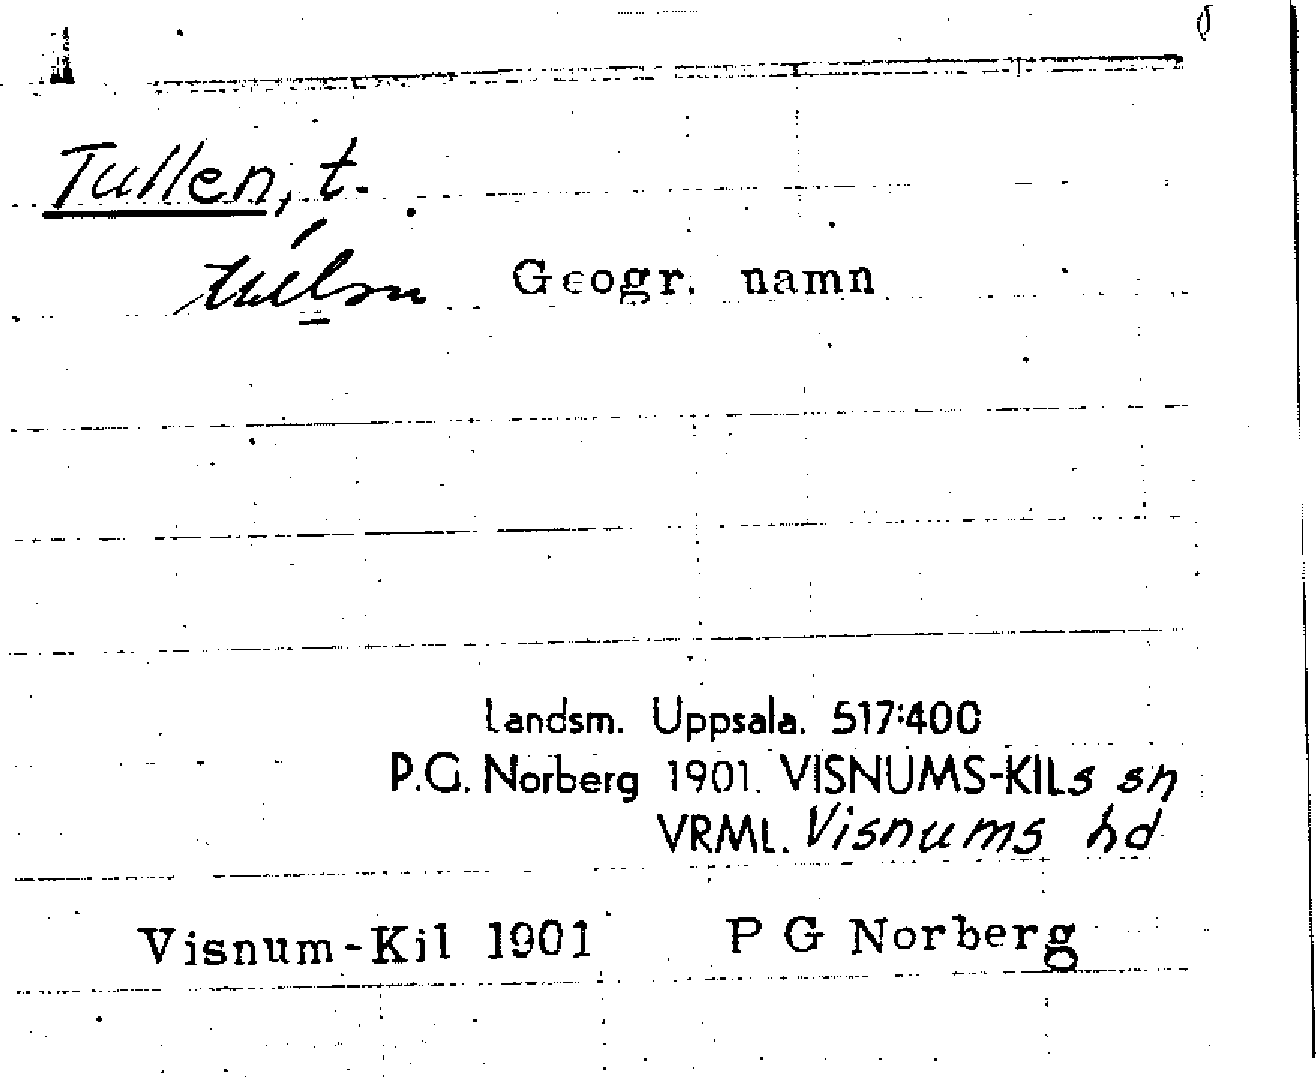 Tullen, t.
Geogr. namn
Landsm. Uppsala. 517:400
P.G. Norberg 1901. VISNUMS-KILs sn
VRML. Visnums hd
Visnum-Kil 1901 P G Norberg